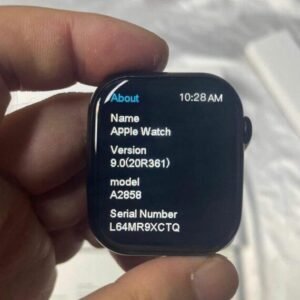 About 10:28 AM
Name
Apple Watch
Version
9.0(20R361)
model
A2858
Serial Number
L64MR9XCTQ